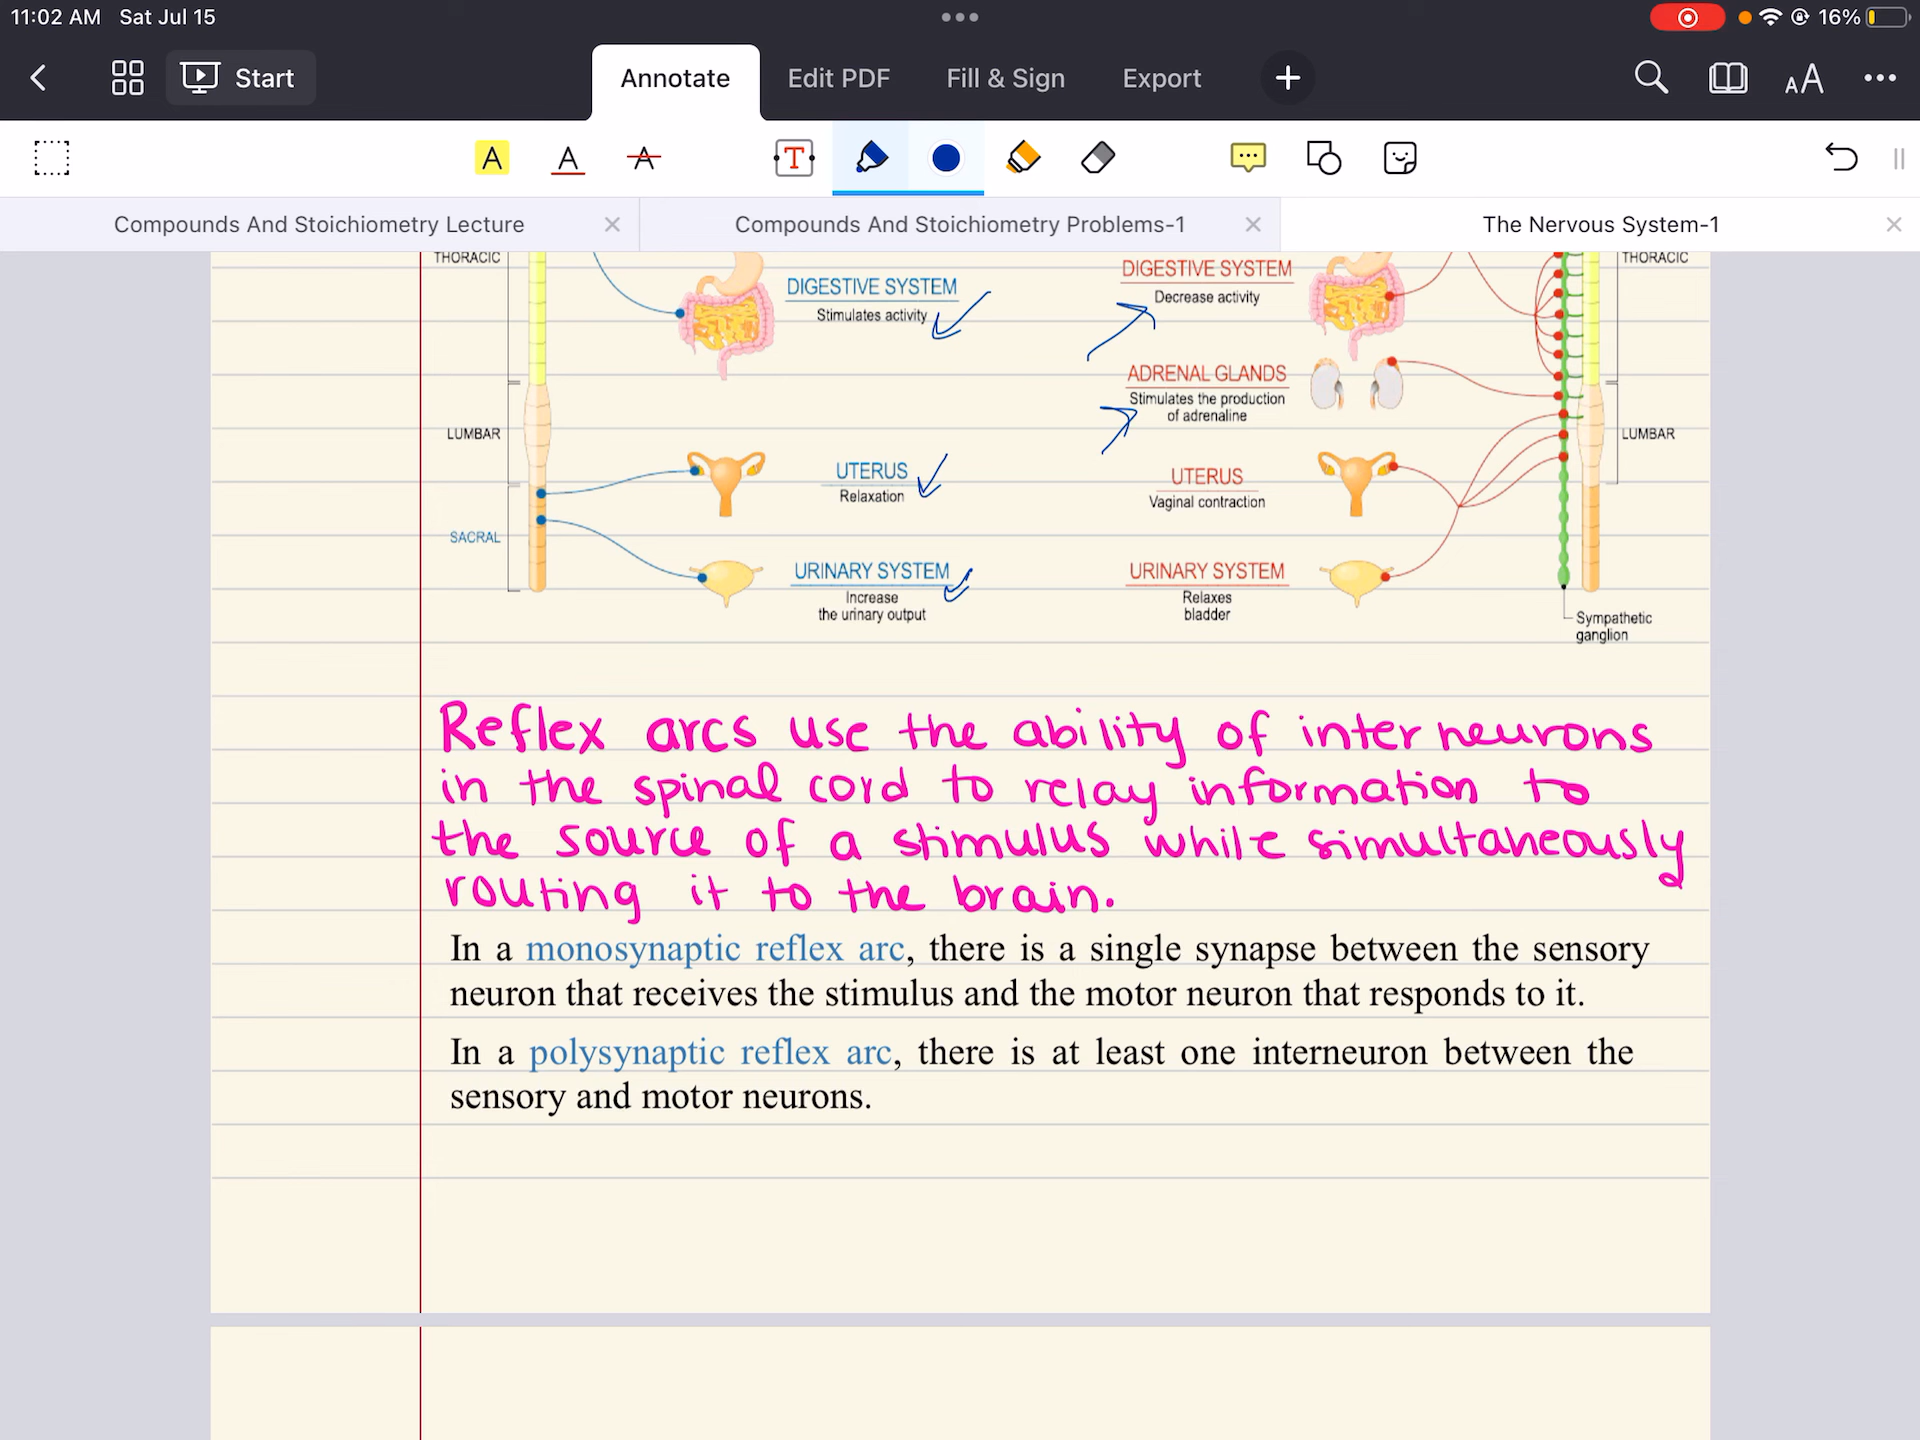 11:02 AM Sat Jul 15
16%
Start
Annotate
Edit PDF
Fill & Sign
Export
Compounds And Stoichiometry Lecture
Compounds And Stoichiometry Problems-1
The Nervous System-1
THORACIC
LUMBAR
SACRAL
DIGESTIVE SYSTEM
Stimulates activity
UTERUS
Relaxation
URINARY SYSTEM
Increase
the urinary output
DIGESTIVE SYSTEM
Decrease activity
ADRENAL GLANDS
Stimulates the production
of adrenaline
UTERUS
Vaginal contraction
URINARY SYSTEM
Relaxes
bladder
THORACIC
LUMBAR
Sympathetic
ganglion
Reflex arcs use the ability of interneurons
in the spinal cord to relay information to
the source of a stimulus while simultaneously
routing it to the brain.
In a monosynaptic reflex arc, there is a single synapse between the sensory
neuron that receives the stimulus and the motor neuron that responds to it.
In a polysynaptic reflex arc, there is at least one interneuron between the
sensory and motor neurons.